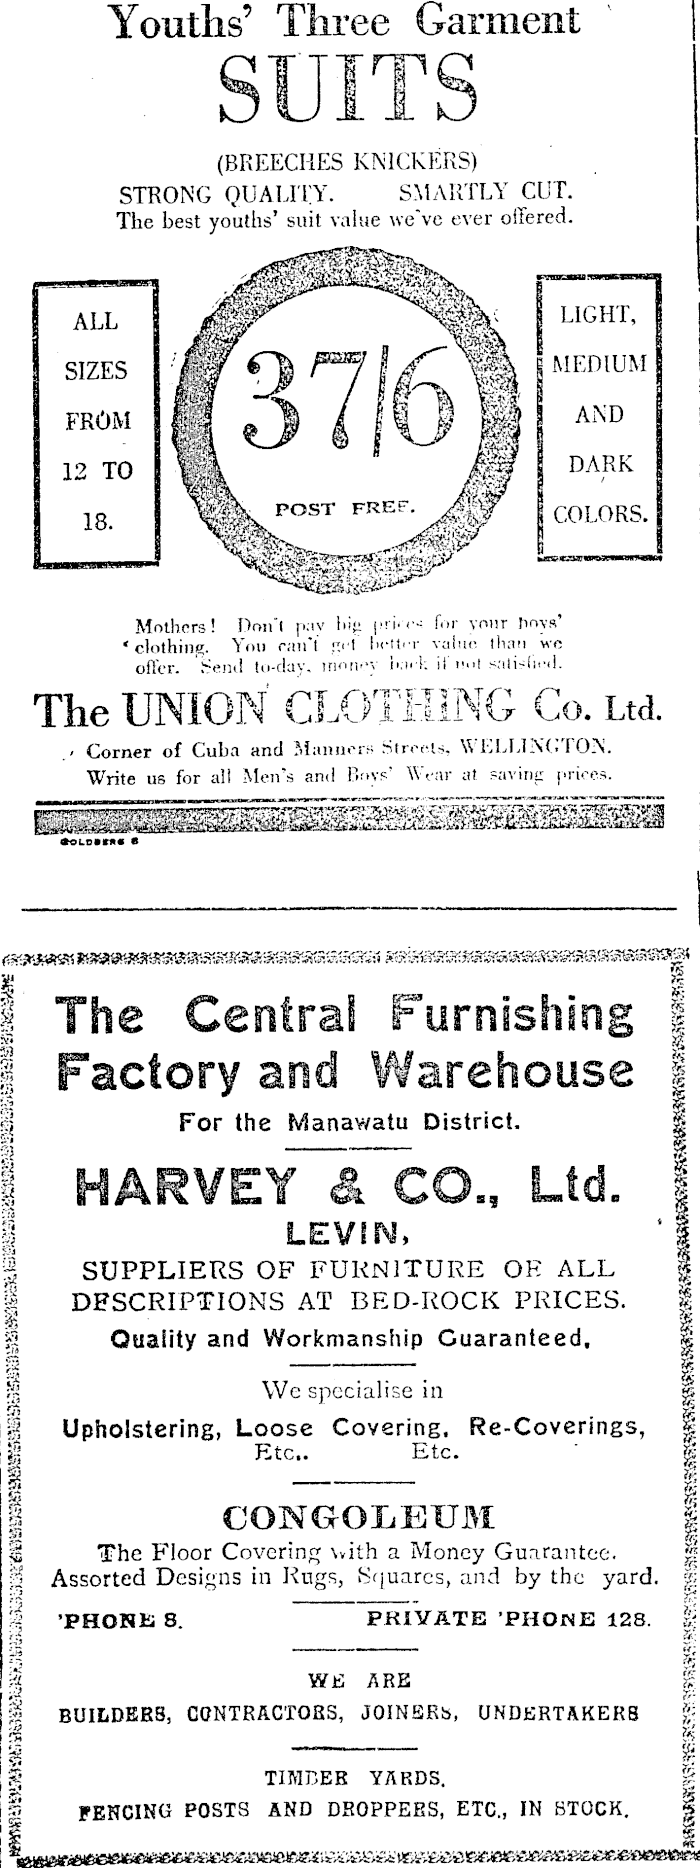 Youths' Three Garment
SUITS
(BREECHES KNICKERS)
STRONG QUALITY. SMARTLY CUT.
The best youths' suit value we've ever offered.
ALL
SIZES
FROM
12 TO
18.
37/6
POST FREE.
LIGHT,
MEDIUM
AND
DARK
COLORS.
Mothers! Don't pay big prices for your boys'
clothing. You can't get better value than we
offer. Send to-day, money back if not satisfied.
The UNION CLOTHING Co. Ltd.
Corner of Cuba and Manners Streets, WELLINGTON.
Write us for all Men's and Boys' Wear at saving prices.
GOLDBERG 6
The Central Furnishing
Factory and Warehouse
For the Manawatu District.
HARVEY & CO., Ltd.
LEVIN,
SUPPLIERS OF FURNITURE OF ALL
DESCRIPTIONS AT BED-ROCK PRICES.
Quality and Workmanship Guaranteed,
We specialise in
Upholstering, Loose Covering, Re-Coverings,
Etc.. Etc.
CONGOLEUM
The Floor Covering with a Money Guarantee.
Assorted Designs in Rugs, Squares, and by the yard.
'PHONE 8. PRIVATE 'PHONE 128.
WE ARE
BUILDERS, CONTRACTORS, JOINERS, UNDERTAKERS
TIMBER YARDS.
FENCING POSTS AND DROPPERS, ETC., IN STOCK.